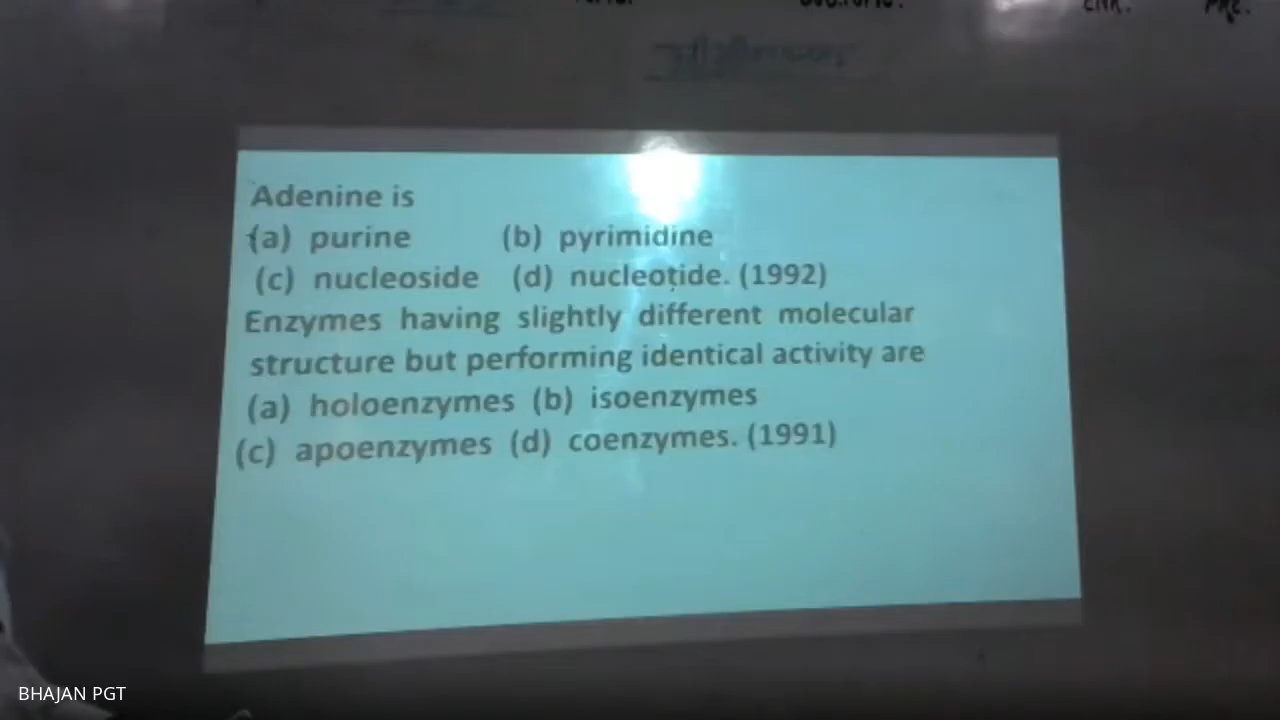 Adenine is
(a) purine (b) pyrimidine
(c) nucleoside (d) nucleotide. (1992)
Enzymes having slightly different molecular
structure but performing identical activity are
(a) holoenzymes (b) isoenzymes
(c) apoenzymes (d) coenzymes. (1991)
BHAJAN PGT